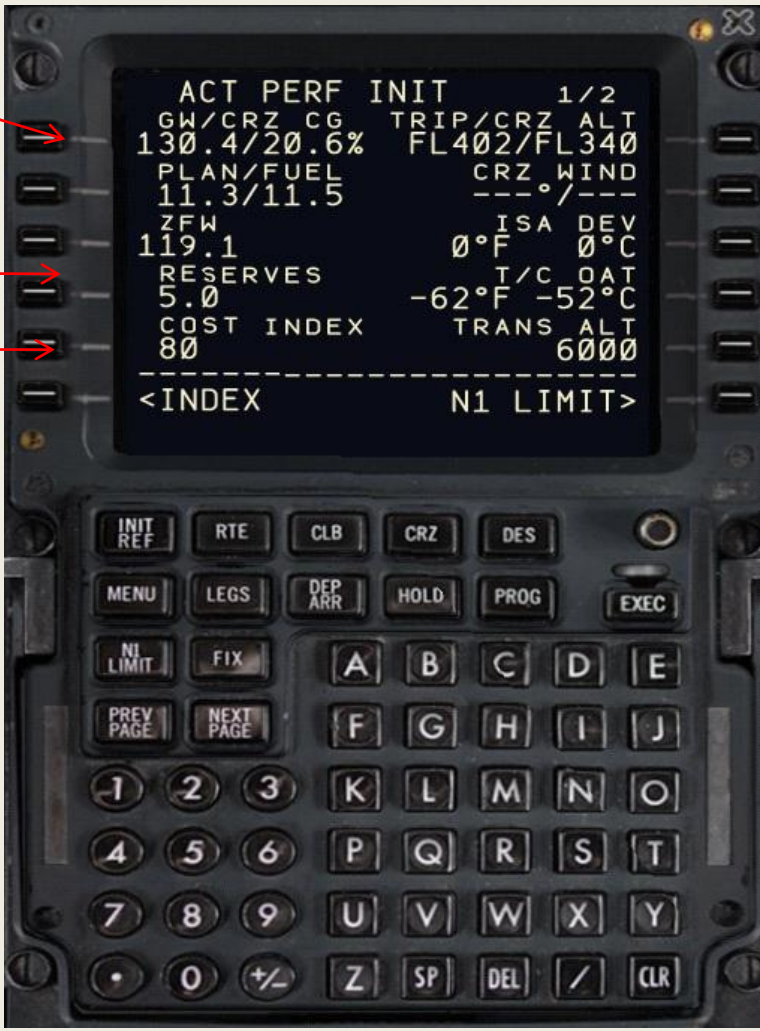 ACT PERF INIT 1/2
GW/CRZ CG TRIP/CRZ ALT
130.4/20.6% FL402/FL340
PLAN/FUEL CRZ WIND
11.3/11.5 ---°/---
ZFW ISA DEV
119.1 0°F 0°C
RESERVES T/C OAT
5.0 -62°F -52°C
COST INDEX TRANS ALT
80 6000
------------------------
<INDEX N1 LIMIT>
INIT REF RTE CLB CRZ DES
MENU LEGS DEP ARR HOLD PROG EXEC
N1 LIMIT FIX A B C D E
PREV PAGE NEXT PAGE F G H I J
1 2 3 K L M N O
4 5 6 P Q R S T
7 8 9 U V W X Y
. 0 +/- Z SP DEL / CLR